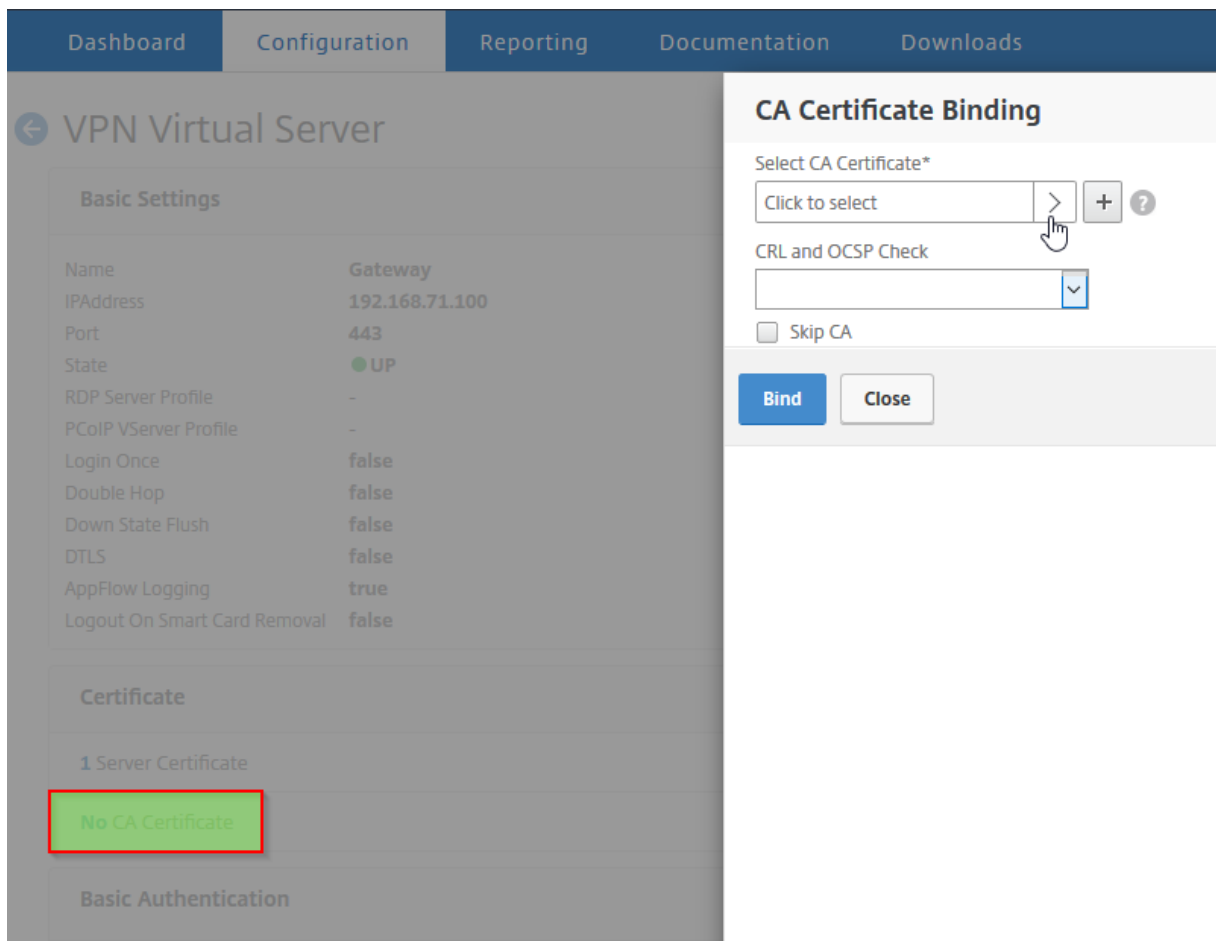 Dashboard Configuration Reporting Documentation Downloads
VPN Virtual Server
Basic Settings
Name Gateway
IPAddress 192.168.71.100
Port 443
State UP
RDP Server Profile -
PCoIP VServer Profile -
Login Once false
Double Hop false
Down State Flush false
DTLS false
AppFlow Logging true
Logout On Smart Card Removal false
Certificate
1 Server Certificate
No CA Certificate
Basic Authentication
CA Certificate Binding
Select CA Certificate*
Click to select > + ?
CRL and OCSP Check
Skip CA
Bind Close